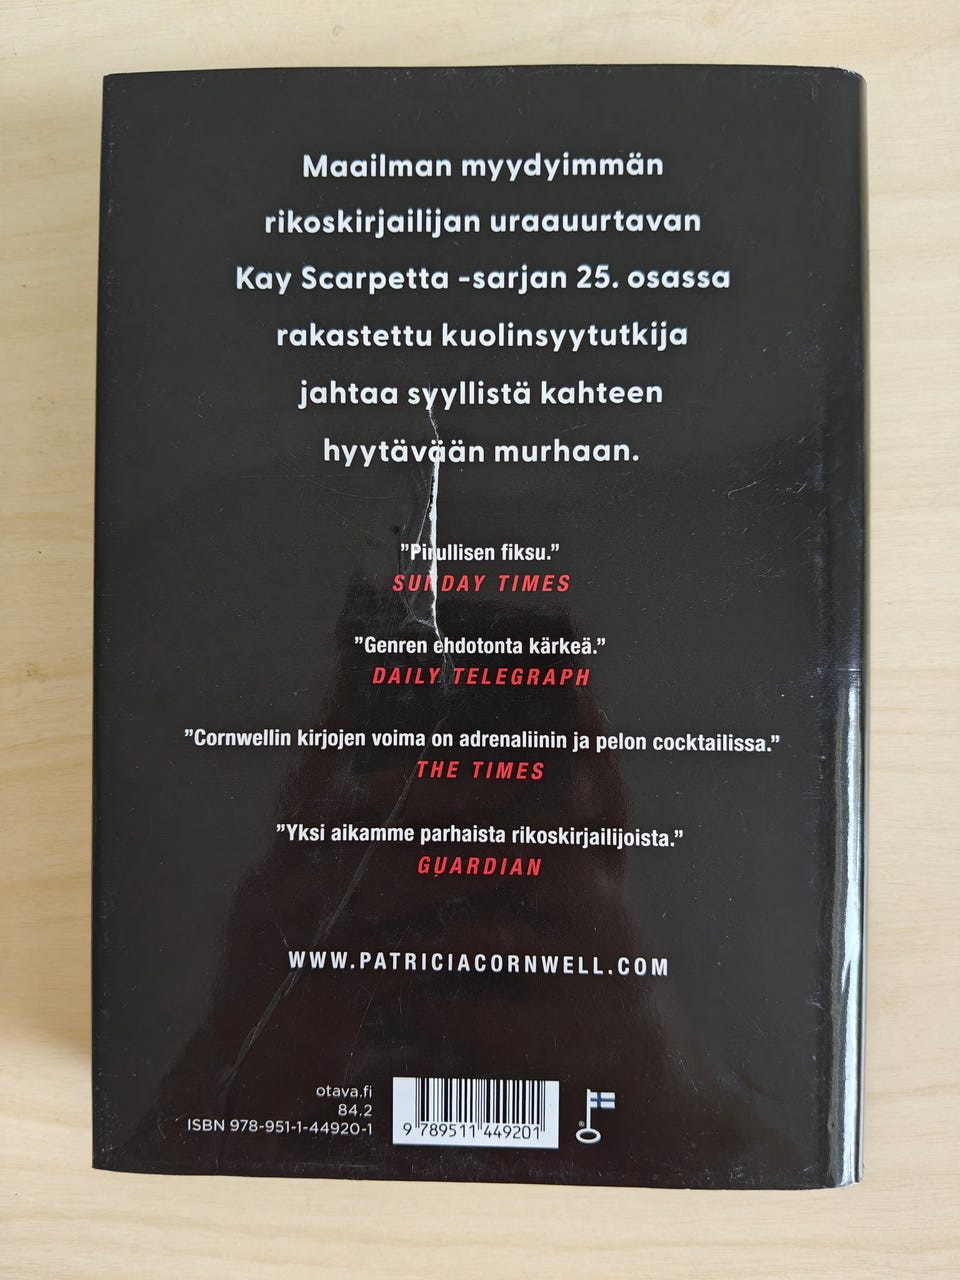 Maailman myydyimmän
rikoskirjailijan uraauurtavan
Kay Scarpetta -sarjan 25. osassa
rakastettu kuolinsyytutkija
jahtaa syyllistä kahteen
hyytävään murhaan.
”Pirullisen fiksu.”
SUNDAY TIMES
”Genren ehdotonta kärkeä.”
DAILY TELEGRAPH
”Cornwellin kirjojen voima on adrenaliinin ja pelon cocktailissa.”
THE TIMES
”Yksi aikamme parhaista rikoskirjailijoista.”
GUARDIAN
WWW.PATRICIACORNWELL.COM
otava.fi
84.2
ISBN 978-951-1-44920-1
9 789511 449201